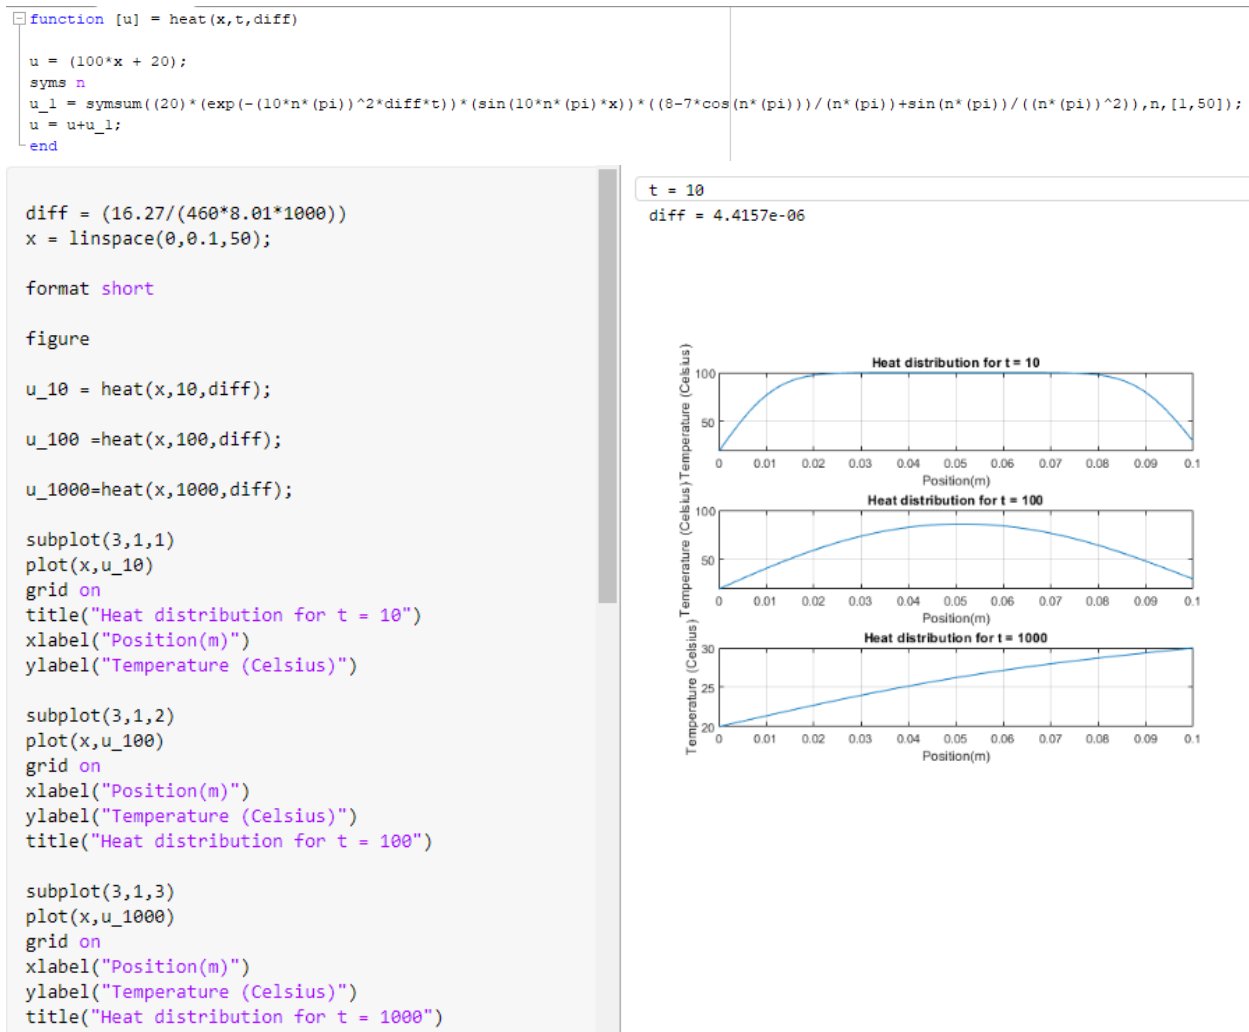 function [u] = heat(x,t,diff)
u = (100*x + 20);
syms n
u_1 = symsum((20)*(exp(-(10*n*(pi))^2*diff*t))*(sin(10*n*(pi)*x))*((8-7*cos(n*(pi)))/(n*(pi))+sin(n*(pi))/((n*(pi))^2)),n,[1,50]);
u = u+u_1;
end
diff = (16.27/(460*8.01*1000))
x = linspace(0,0.1,50);
format short
figure
u_10 = heat(x,10,diff);
u_100 =heat(x,100,diff);
u_1000=heat(x,1000,diff);
subplot(3,1,1)
plot(x,u_10)
grid on
title("Heat distribution for t = 10")
xlabel("Position(m)")
ylabel("Temperature (Celsius)")
subplot(3,1,2)
plot(x,u_100)
grid on
xlabel("Position(m)")
ylabel("Temperature (Celsius)")
title("Heat distribution for t = 100")
subplot(3,1,3)
plot(x,u_1000)
grid on
xlabel("Position(m)")
ylabel("Temperature (Celsius)")
title("Heat distribution for t = 1000")
t = 10
diff = 4.4157e-06
Heat distribution for t = 10
Temperature (Celsius)
100
50
0 0.01 0.02 0.03 0.04 0.05 0.06 0.07 0.08 0.09 0.1
Position(m)
Heat distribution for t = 100
Temperature (Celsius)
100
50
0 0.01 0.02 0.03 0.04 0.05 0.06 0.07 0.08 0.09 0.1
Position(m)
Heat distribution for t = 1000
Temperature (Celsius)
30
25
20
0 0.01 0.02 0.03 0.04 0.05 0.06 0.07 0.08 0.09 0.1
Position(m)